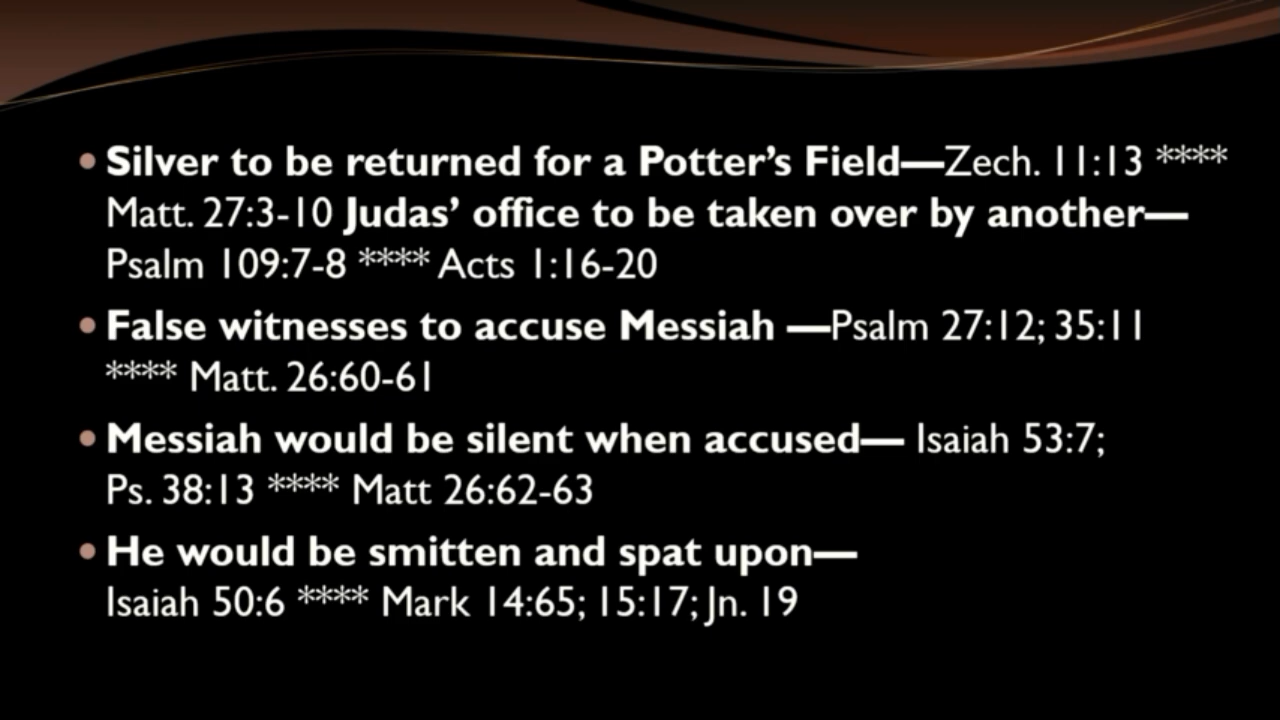 • Silver to be returned for a Potter’s Field—Zech. 11:13 ****
Matt. 27:3-10 Judas’ office to be taken over by another—
Psalm 109:7-8 **** Acts 1:16-20
• False witnesses to accuse Messiah —Psalm 27:12; 35:11
**** Matt. 26:60-61
• Messiah would be silent when accused— Isaiah 53:7;
Ps. 38:13 **** Matt 26:62-63
• He would be smitten and spat upon—
Isaiah 50:6 **** Mark 14:65; 15:17; Jn. 19